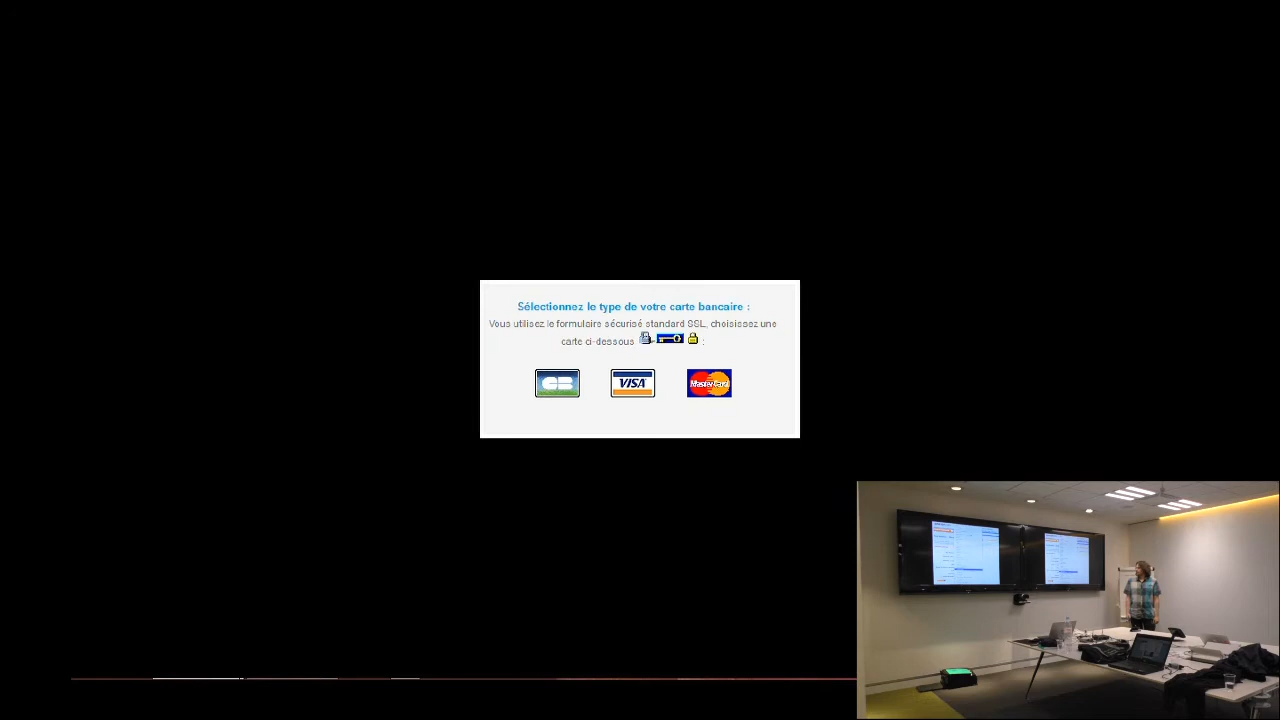 Sélectionnez le type de votre carte bancaire :
Vous utilisez le formulaire sécurisé standard SSL, choisissez une
carte ci-dessous :
CB VISA MasterCard